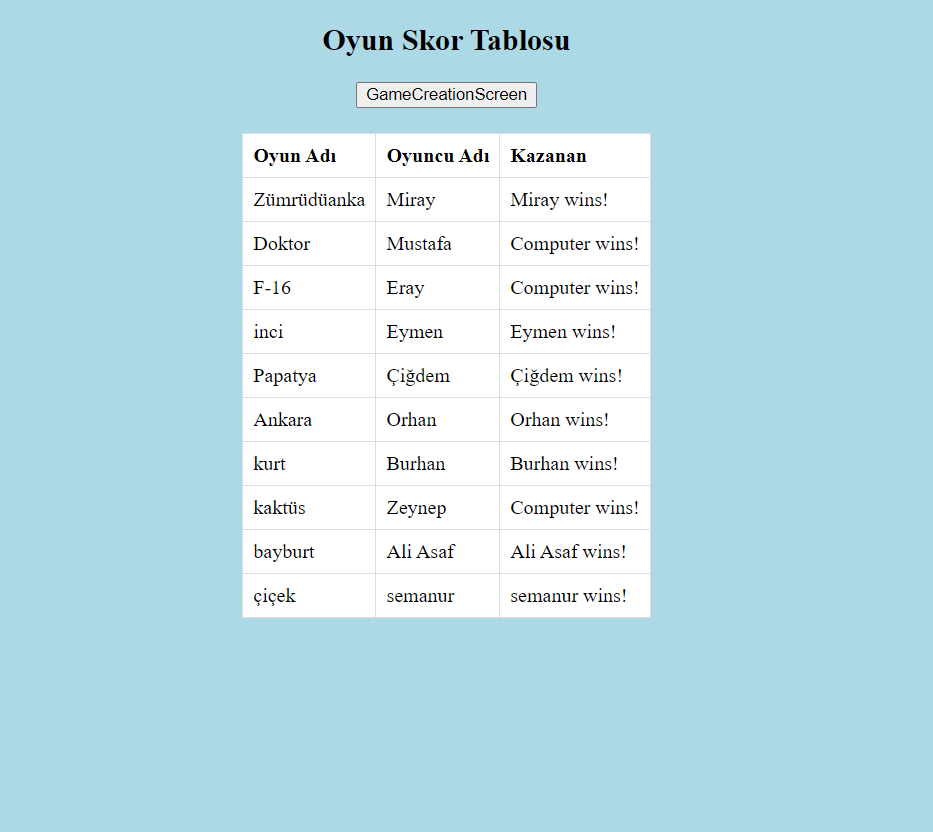 Oyun Skor Tablosu
GameCreationScreen
Oyun Adı Oyuncu Adı Kazanan
Zümrüdüanka Miray Miray wins!
Doktor Mustafa Computer wins!
F-16 Eray Computer wins!
inci Eymen Eymen wins!
Papatya Çiğdem Çiğdem wins!
Ankara Orhan Orhan wins!
kurt Burhan Burhan wins!
kaktüs Zeynep Computer wins!
bayburt Ali Asaf Ali Asaf wins!
çiçek semanur semanur wins!